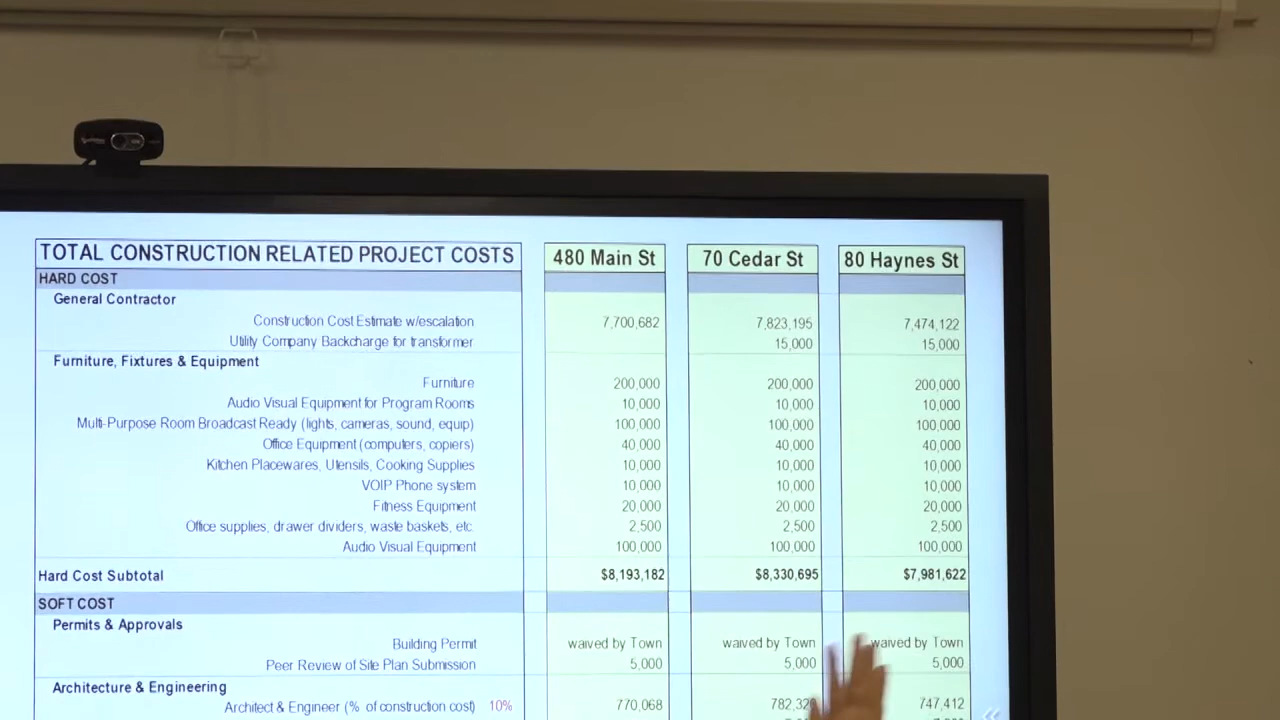 TOTAL CONSTRUCTION RELATED PROJECT COSTS 480 Main St 70 Cedar St 80 Haynes St
HARD COST
General Contractor
Construction Cost Estimate w/escalation 7,700,682 7,823,195 7,474,122
Utility Company Backcharge for transformer 15,000 15,000
Furniture, Fixtures & Equipment
Furniture 200,000 200,000 200,000
Audio Visual Equipment for Program Rooms 10,000 10,000 10,000
Multi-Purpose Room Broadcast Ready (lights, cameras, sound, equip) 100,000 100,000 100,000
Office Equipment (computers, copiers) 40,000 40,000 40,000
Kitchen Placewares, Utensils, Cooking Supplies 10,000 10,000 10,000
VOIP Phone system 10,000 10,000 10,000
Fitness Equipment 20,000 20,000 20,000
Office supplies, drawer dividers, waste baskets, etc. 2,500 2,500 2,500
Audio Visual Equipment 100,000 100,000 100,000
Hard Cost Subtotal $8,193,182 $8,330,695 $7,981,622
SOFT COST
Permits & Approvals
Building Permit waived by Town waived by Town waived by Town
Peer Review of Site Plan Submission 5,000 5,000 5,000
Architecture & Engineering
Architect & Engineer (% of construction cost) 10% 770,068 747,412